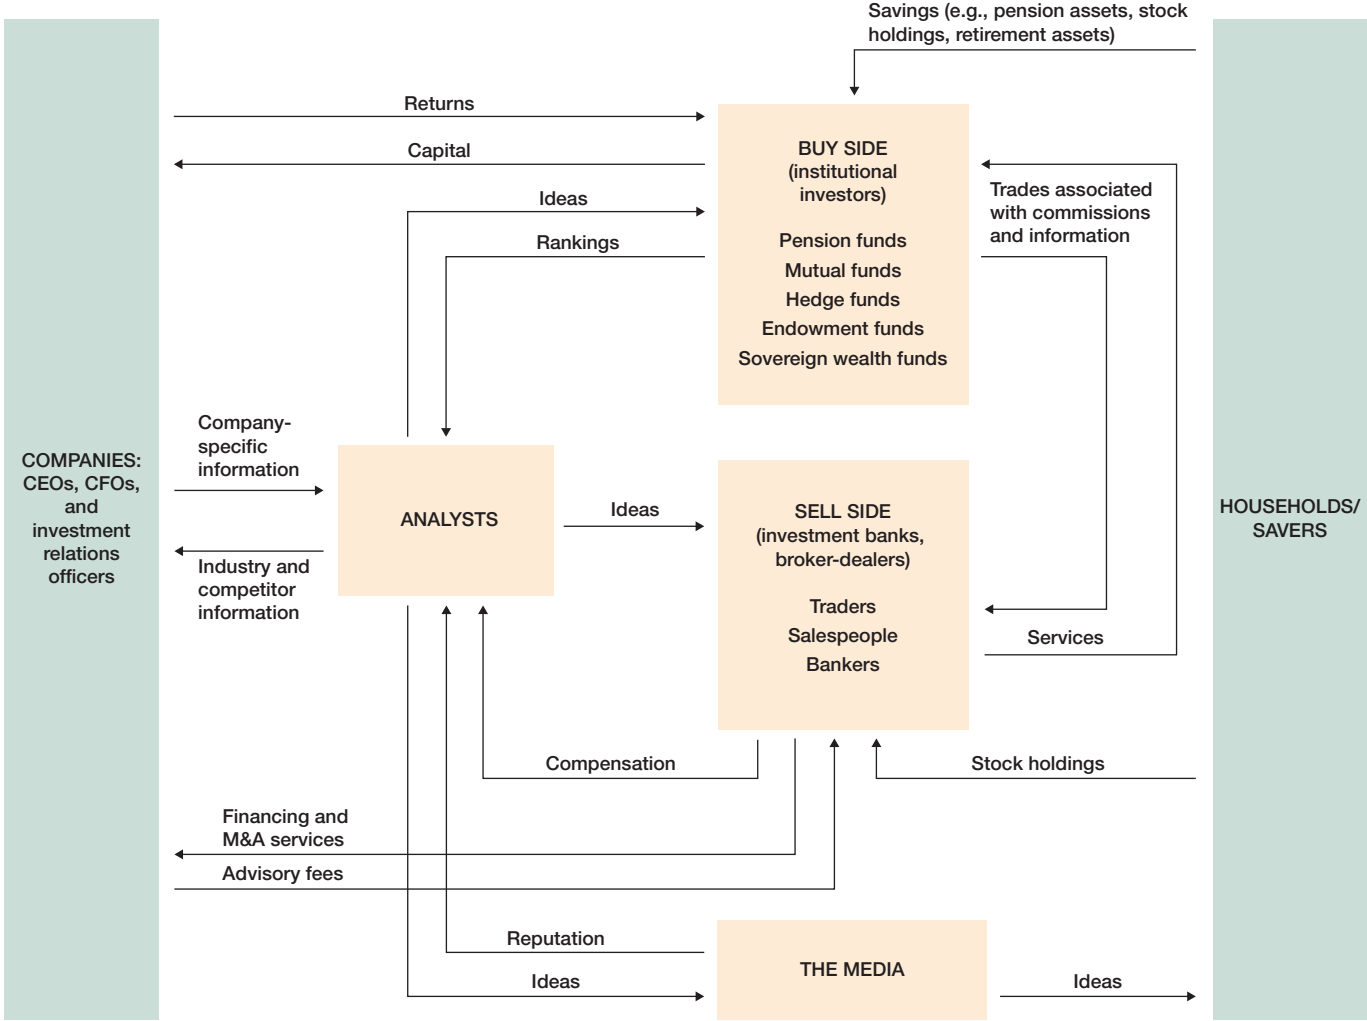 Savings (e.g., pension assets, stock
holdings, retirement assets)
Returns
Capital
Ideas
Rankings
BUY SIDE
(institutional
investors)
Pension funds
Mutual funds
Hedge funds
Endowment funds
Sovereign wealth funds
Trades associated
with commissions
and information
Company-
specific
information
COMPANIES:
CEOs, CFOs,
and
investment
relations
officers
Industry and
competitor
information
ANALYSTS
Ideas
SELL SIDE
(investment banks,
broker-dealers)
Traders
Salespeople
Bankers
Services
HOUSEHOLDS/
SAVERS
Compensation
Stock holdings
Financing and
M&A services
Advisory fees
Reputation
Ideas
THE MEDIA
Ideas